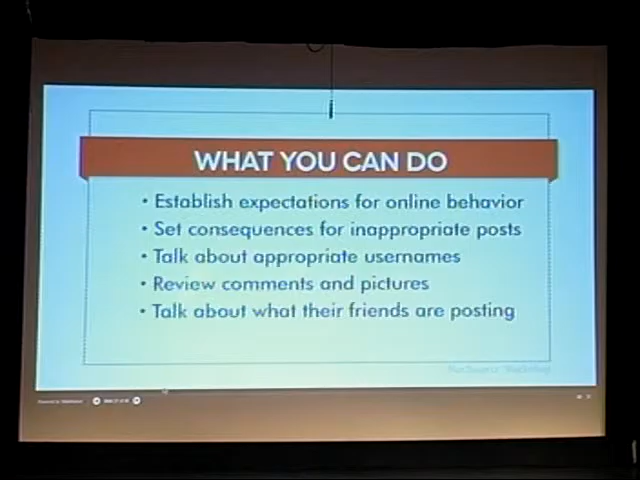 WHAT YOU CAN DO
• Establish expectations for online behavior
• Set consequences for inappropriate posts
• Talk about appropriate usernames
• Review comments and pictures
• Talk about what their friends are posting